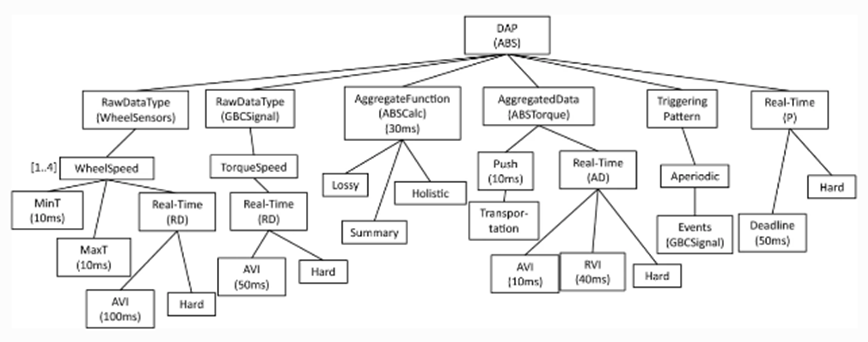 DAP
(ABS)
RawDataType
(WheelSensors)
RawDataType
(GBCSignal)
AggregateFunction
(ABSCalc)
(30ms)
AggregatedData
(ABSTorque)
Triggering
Pattern
Real-Time
(P)
[1..4]
WheelSpeed
TorqueSpeed
Lossy
Summary
Holistic
Push
(10ms)
Transpor-
tation
Real-Time
(AD)
Aperiodic
Events
(GBCSignal)
Deadline
(50ms)
Hard
MinT
(10ms)
MaxT
(10ms)
Real-Time
(RD)
AVI
(100ms)
Hard
Real-Time
(RD)
AVI
(50ms)
Hard
AVI
(10ms)
RVI
(40ms)
Hard